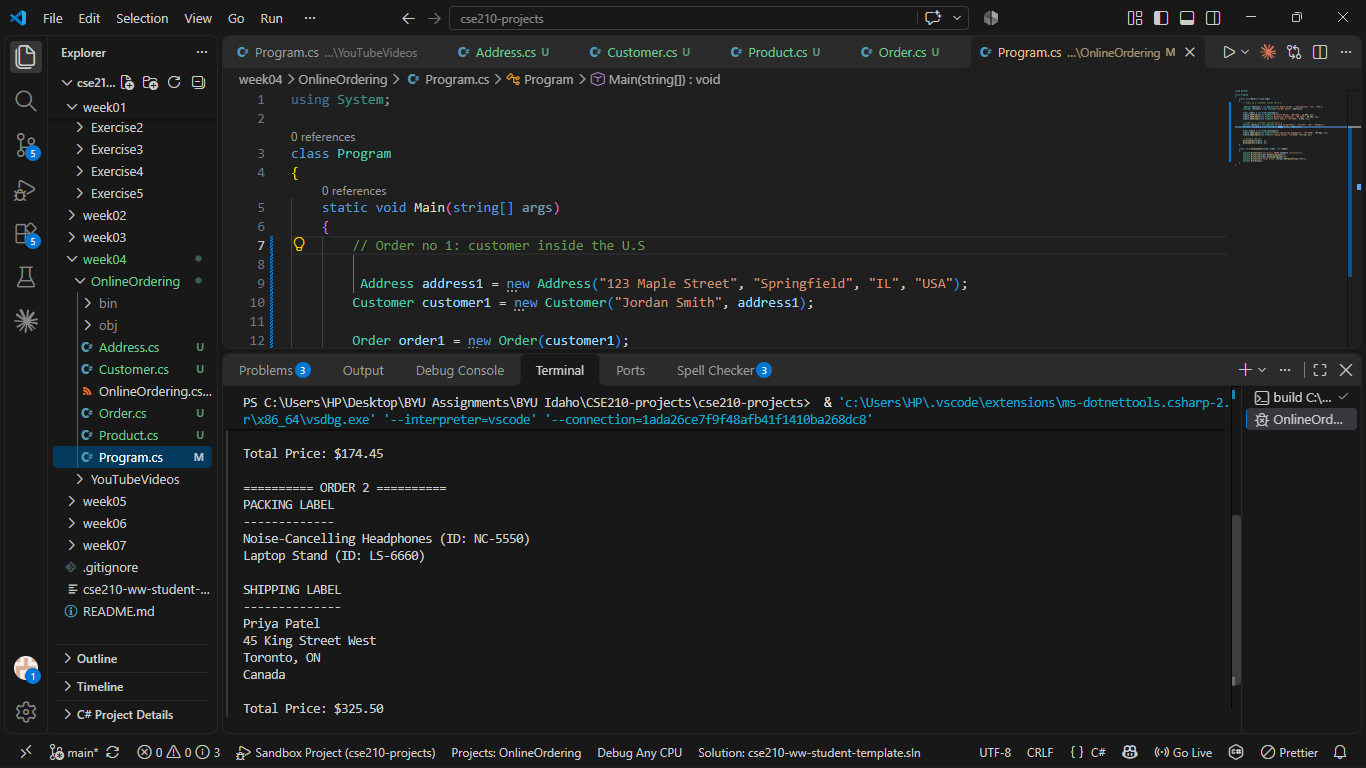 File Edit Selection View Go Run ··· cse210-projects
Explorer ···
Program.cs ...\YouTubeVideos Address.cs U Customer.cs U Product.cs U Order.cs U Program.cs ...\OnlineOrdering M
cse21...
week01
Exercise2
Exercise3
Exercise4
Exercise5
week02
week03
week04
OnlineOrdering
bin
obj
Address.cs U
Customer.cs U
OnlineOrdering.cs...
Order.cs U
Product.cs U
Program.cs M
YouTubeVideos
week05
week06
week07
.gitignore
cse210-ww-student-...
README.md
Outline
Timeline
C# Project Details
5
5
1
week04 > OnlineOrdering > Program.cs > Program > Main(string[]) : void
1 using System;
2
0 references
3 class Program
4 {
0 references
5 static void Main(string[] args)
6 {
7 // Order no 1: customer inside the U.S
8
9 Address address1 = new Address("123 Maple Street", "Springfield", "IL", "USA");
10 Customer customer1 = new Customer("Jordan Smith", address1);
11
12 Order order1 = new Order(customer1);
Problems 3 Output Debug Console Terminal Ports Spell Checker 3
PS C:\Users\HP\Desktop\BYU Assignments\BYU Idaho\CSE210-projects\cse210-projects> & 'c:\Users\HP\.vscode\extensions\ms-dotnettools.csharp-2.
r\x86_64\vsdbg.exe' '--interpreter=vscode' '--connection=1ada26ce7f9f48afb41f1410ba268dc8'
Total Price: $174.45
========== ORDER 2 ==========
PACKING LABEL
-------------
Noise-Cancelling Headphones (ID: NC-5550)
Laptop Stand (ID: LS-6660)
SHIPPING LABEL
--------------
Priya Patel
45 King Street West
Toronto, ON
Canada
Total Price: $325.50
build C:\...
OnlineOrd...
main* 0 0 3 Sandbox Project (cse210-projects) Projects: OnlineOrdering Debug Any CPU Solution: cse210-ww-student-template.sln UTF-8 CRLF { } C# Go Live Prettier